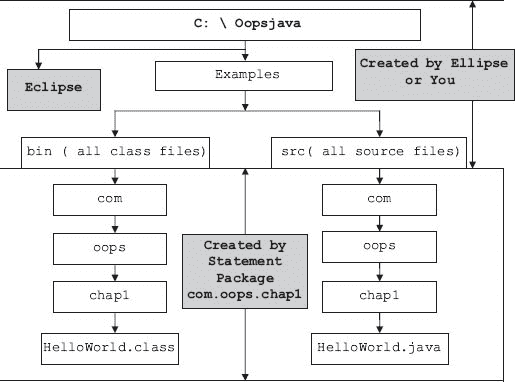 C: \ Oopsjava
Eclipse
Examples
Created by Ellipse
or You
bin ( all class files)
src( all source files)
com
com
oops
oops
Created by
Statement
Package
com.oops.chap1
chap1
chap1
HelloWorld.class
HelloWorld.java